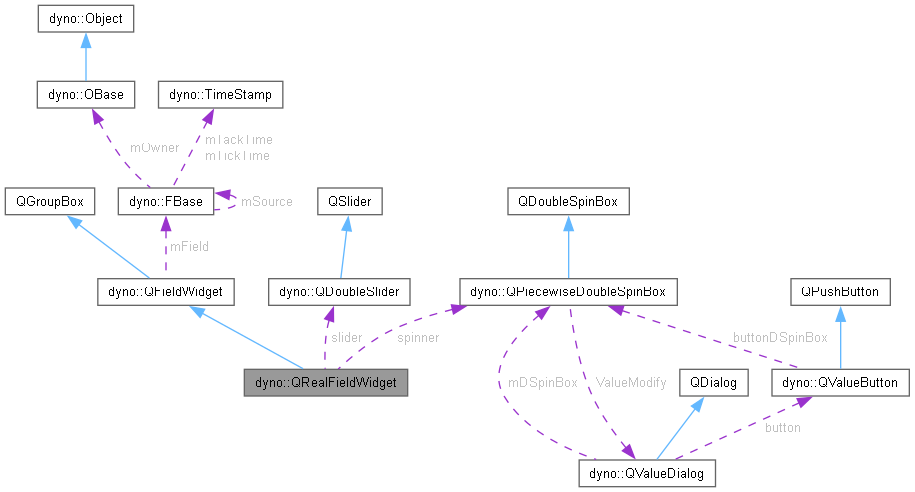 dyno::Object
dyno::OBase
dyno::TimeStamp
mOwner
mTackTime
mTickTime
QGroupBox
dyno::FBase
mSource
QSlider
QDoubleSpinBox
mField
dyno::QFieldWidget
dyno::QDoubleSlider
dyno::QPiecewiseDoubleSpinBox
QPushButton
slider
spinner
buttonDSpinBox
dyno::QRealFieldWidget
mDSpinBox
ValueModify
QDialog
dyno::QValueButton
button
dyno::QValueDialog